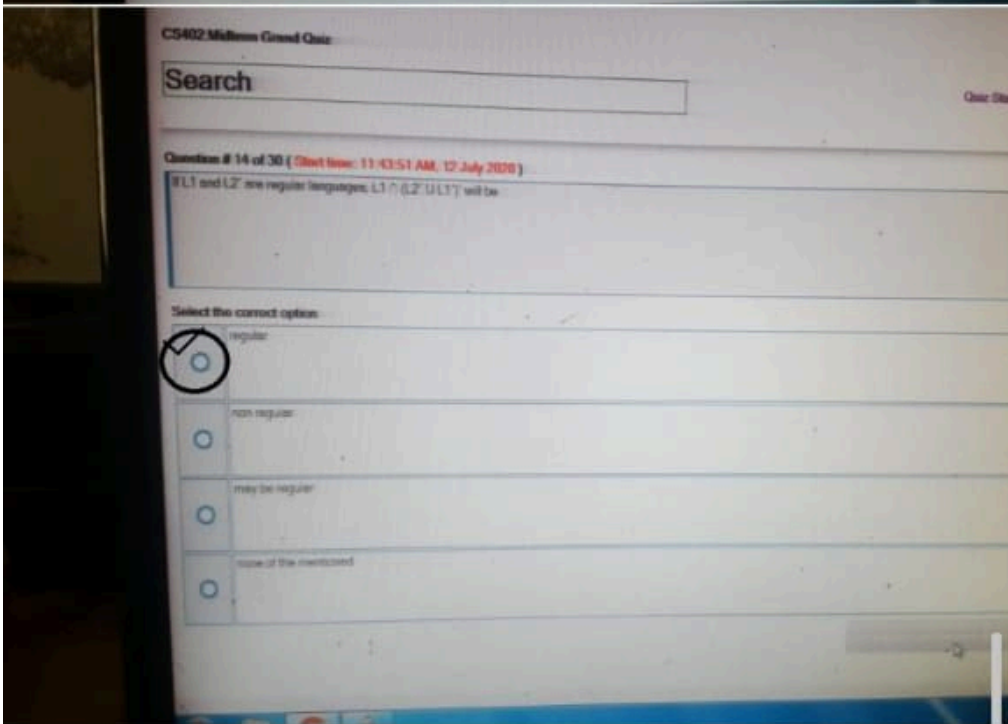 CS402:Midterm Grand Quiz
Search
Quiz Sta
Question # 14 of 30 ( Start time: 11:43:51 AM, 12 July 2020 )
If L1 and L2' are regular languages, L1 ∩ (L2' U L1')' will be
Select the correct option
regular
non regular
may be regular
none of the mentioned